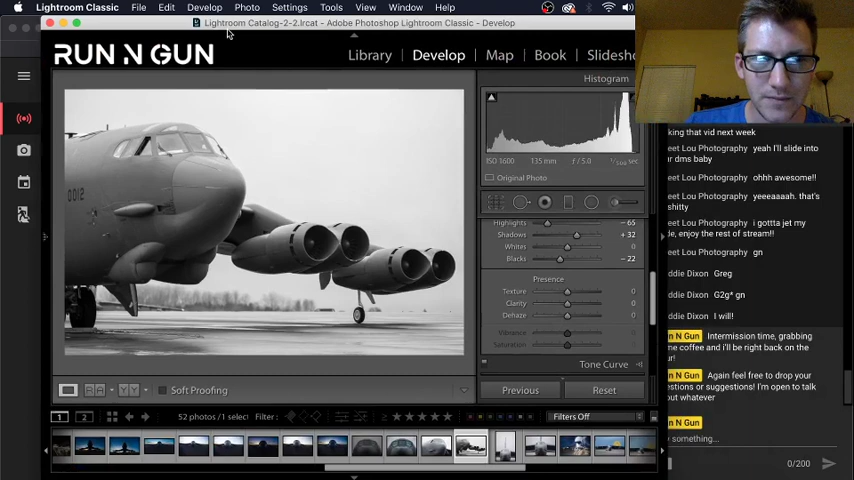 Lightroom Classic File Edit Develop Photo Settings Tools View Window Help
Lightroom Catalog-2-2.lrcat - Adobe Photoshop Lightroom Classic - Develop
RUN N GUN
Library Develop Map Book Slidesh
Histogram
ISO 1600 135 mm ƒ / 5.0
Original Photo
Highlights - 65
Shadows + 32
Whites 0
Blacks - 22
Presence
Texture 0
Clarity 0
Dehaze 0
Vibrance
Saturation
Tone Curve
Previous Reset
Soft Proofing
1 2 52 photos /1 select Filter : Filters Off
0012
king that vid next
week
eet Lou Photography yeah I'll slide into
ur dms baby
eet Lou Photography ohhh awesome!!
eet Lou Photography yeeeaaaah. that's
shitty
eet Lou Photography i gottta jet my
de, enjoy the rest of stream!!
eet Lou Photography gn
ddie Dixon Greg
ddie Dixon G2g* gn
ddie Dixon I will!
n N Gun Intermission time, grabbing
me coffee and i'll be right back on the
ur!
n N Gun Again feel free to drop your
estions or suggestions! I'm open to talk
out whatever
n N Gun
something...
0/200